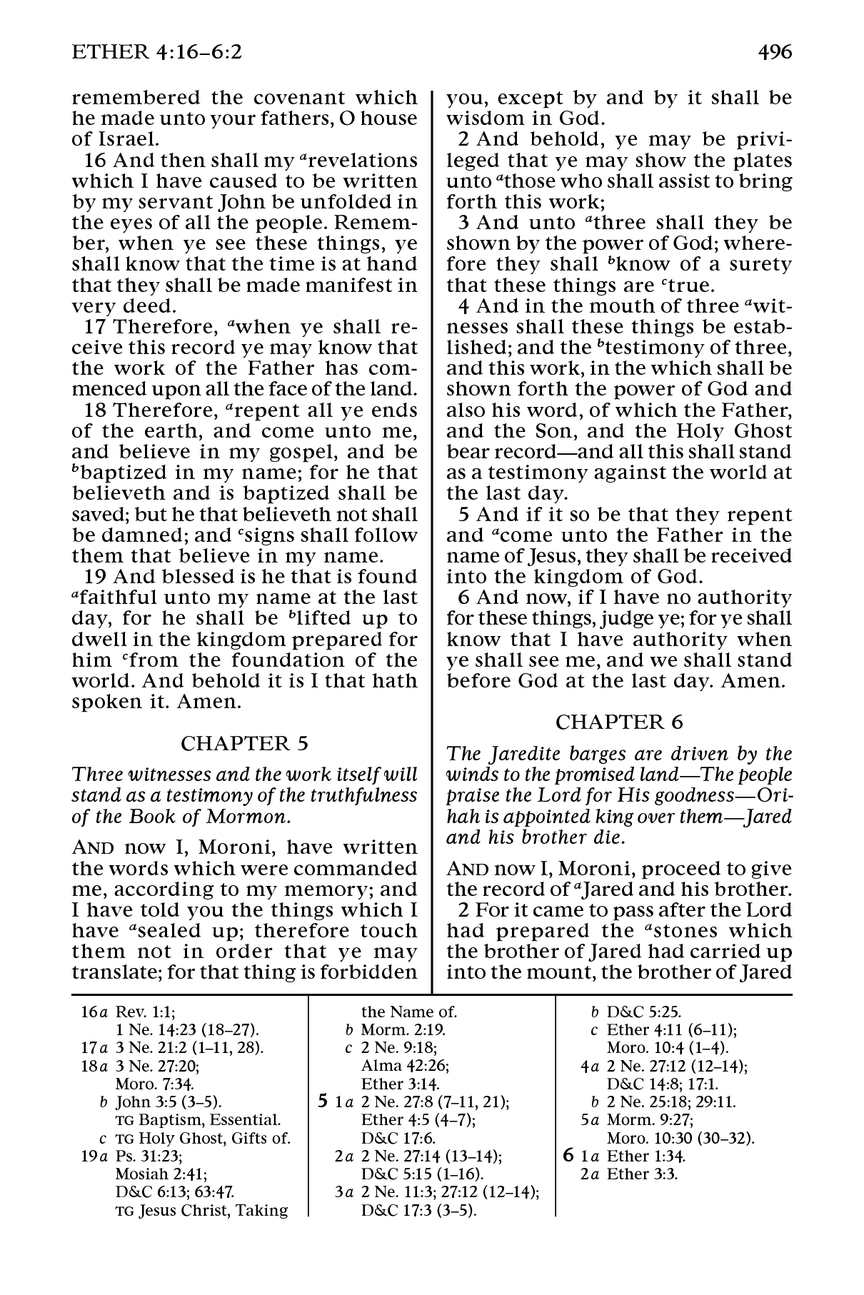 ETHER 4:16–6:2 496
remembered the covenant which
he made unto your fathers, O house
of Israel.
16 And then shall my a revelations
which I have caused to be written
by my servant John be unfolded in
the eyes of all the people. Remem-
ber, when ye see these things, ye
shall know that the time is at hand
that they shall be made manifest in
very deed.
17 Therefore, a when ye shall re-
ceive this record ye may know that
the work of the Father has com-
menced upon all the face of the land.
18 Therefore, a repent all ye ends
of the earth, and come unto me,
and believe in my gospel, and be
b baptized in my name; for he that
believeth and is baptized shall be
saved; but he that believeth not shall
be damned; and c signs shall follow
them that believe in my name.
19 And blessed is he that is found
a faithful unto my name at the last
day, for he shall be b lifted up to
dwell in the kingdom prepared for
him c from the foundation of the
world. And behold it is I that hath
spoken it. Amen.
CHAPTER 5
Three witnesses and the work itself will
stand as a testimony of the truthfulness
of the Book of Mormon.
AND now I, Moroni, have written
the words which were commanded
me, according to my memory; and
I have told you the things which I
have a sealed up; therefore touch
them not in order that ye may
translate; for that thing is forbidden
you, except by and by it shall be
wisdom in God.
2 And behold, ye may be privi-
leged that ye may show the plates
unto a those who shall assist to bring
forth this work;
3 And unto a three shall they be
shown by the power of God; where-
fore they shall b know of a surety
that these things are c true.
4 And in the mouth of three a wit-
nesses shall these things be estab-
lished; and the b testimony of three,
and this work, in the which shall be
shown forth the power of God and
also his word, of which the Father,
and the Son, and the Holy Ghost
bear record—and all this shall stand
as a testimony against the world at
the last day.
5 And if it so be that they repent
and a come unto the Father in the
name of Jesus, they shall be received
into the kingdom of God.
6 And now, if I have no authority
for these things, judge ye; for ye shall
know that I have authority when
ye shall see me, and we shall stand
before God at the last day. Amen.
CHAPTER 6
The Jaredite barges are driven by the
winds to the promised land—The people
praise the Lord for His goodness—Ori-
hah is appointed king over them—Jared
and his brother die.
AND now I, Moroni, proceed to give
the record of a Jared and his brother.
2 For it came to pass after the Lord
had prepared the a stones which
the brother of Jared had carried up
into the mount, the brother of Jared
16a Rev. 1:1;
1 Ne. 14:23 (18–27).
17a 3 Ne. 21:2 (1–11, 28).
18a 3 Ne. 27:20;
Moro. 7:34.
b John 3:5 (3–5).
TG Baptism, Essential.
c TG Holy Ghost, Gifts of.
19a Ps. 31:23;
Mosiah 2:41;
D&C 6:13; 63:47.
TG Jesus Christ, Taking
the Name of.
b Morm. 2:19.
c 2 Ne. 9:18;
Alma 42:26;
Ether 3:14.
5 1a 2 Ne. 27:8 (7–11, 21);
Ether 4:5 (4–7);
D&C 17:6.
2a 2 Ne. 27:14 (13–14);
D&C 5:15 (1–16).
3a 2 Ne. 11:3; 27:12 (12–14);
D&C 17:3 (3–5).
b D&C 5:25.
c Ether 4:11 (6–11);
Moro. 10:4 (1–4).
4a 2 Ne. 27:12 (12–14);
D&C 14:8; 17:1.
b 2 Ne. 25:18; 29:11.
5a Morm. 9:27;
Moro. 10:30 (30–32).
6 1a Ether 1:34.
2a Ether 3:3.